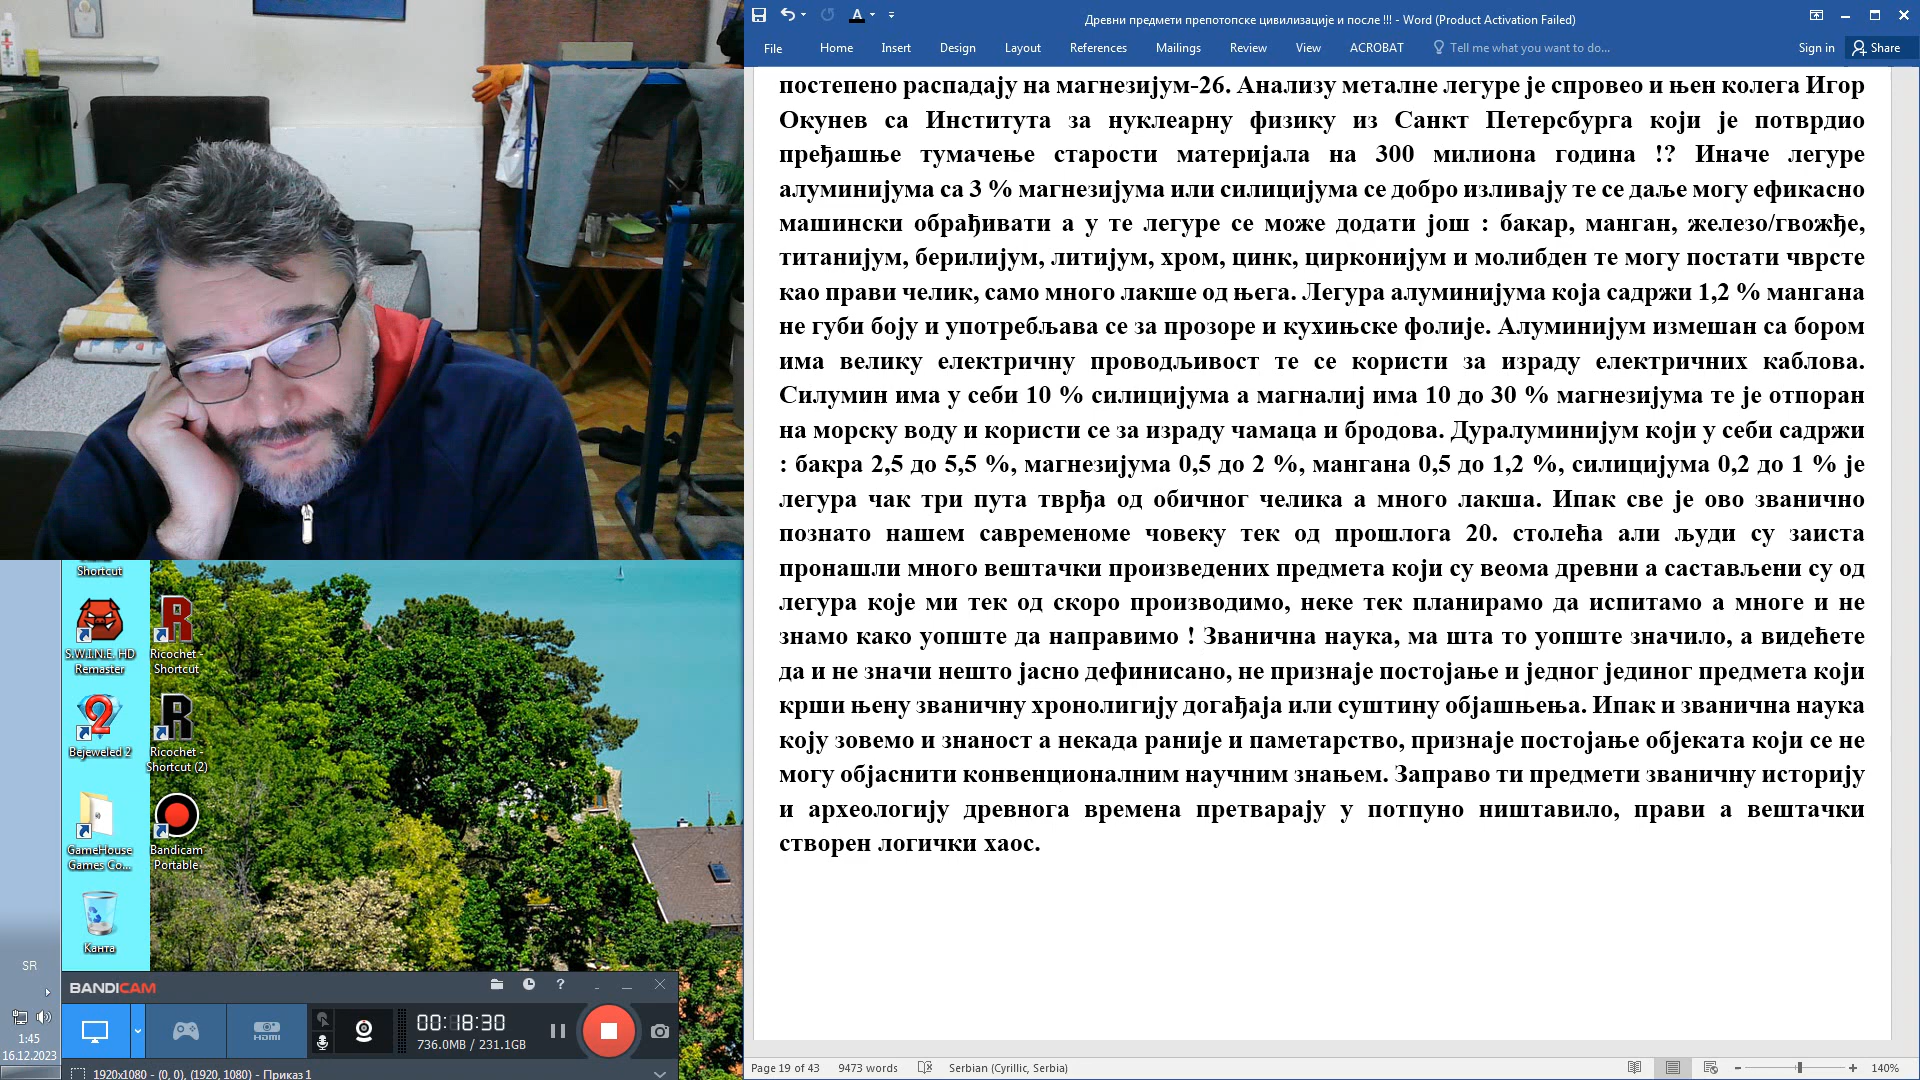 Древни предмети препотопске цивилизације и после !!! - Word (Product Activation Failed)
File Home Insert Design Layout References Mailings Review View ACROBAT Tell me what you want to do... Sign in Share
постепено распадају на магнезијум-26. Анализу металне легуре је спровео и њен колега Игор
Окунев са Института за нуклеарну физику из Санкт Петерсбурга који је потврдио
пређашње тумачење старости материјала на 300 милиона година !? Иначе легуре
алуминијума са 3 % магнезијума или силицијума се добро изливају те се даље могу ефикасно
машински обрађивати а у те легуре се може додати још : бакар, манган, железо/гвожђе,
титанијум, берилијум, литијум, хром, цинк, цирконијум и молибден те могу постати чврсте
као прави челик, само много лакше од њега. Легура алуминијума која садржи 1,2 % мангана
не губи боју и употребљава се за прозоре и кухињске фолије. Алуминијум измешан са бором
има велику електричну проводљивост те се користи за израду електричних каблова.
Силумин има у себи 10 % силицијума а магналиј има 10 до 30 % магнезијума те је отпоран
на морску воду и користи се за израду чамаца и бродова. Дуралуминијум који у себи садржи
: бакра 2,5 до 5,5 %, магнезијума 0,5 до 2 %, мангана 0,5 до 1,2 %, силицијума 0,2 до 1 % је
легура чак три пута тврђа од обичног челика а много лакша. Ипак све је ово званично
познато нашем савременоме човеку тек од прошлога 20. столећа али људи су заиста
пронашли много вештачки произведених предмета који су веома древни а састављени су од
легура које ми тек од скоро производимо, неке тек планирамо да испитамо а многе и не
знамо како уопште да направимо ! Званична наука, ма шта то уопште значило, а видећете
да и не значи нешто јасно дефинисано, не признаје постојање и једног јединог предмета који
крши њену званичну хронолигију догађаја или суштину објашњења. Ипак и званична наука
коју зовемо и знаност а некада раније и паметарство, признаје постојање објеката који се не
могу објаснити конвенционалним научним знањем. Заправо ти предмети званичну историју
и археологију древнога времена претварају у потпуно ништавило, прави а вештачки
створен логички хаос.
Page 19 of 43 9473 words Serbian (Cyrillic, Serbia) 140%
Shortcut
S.W.I.N.E. HD
Remaster
Ricochet -
Shortcut
Bejeweled 2
Ricochet -
Shortcut (2)
GameHouse
Games Co...
Bandicam
Portable
Канта
SR
1:45
16.12.2023
BANDICAM
HDMI
00:18:30
736.0MB / 231.1GB
1920x1080 - (0, 0), (1920, 1080) - Приказ 1